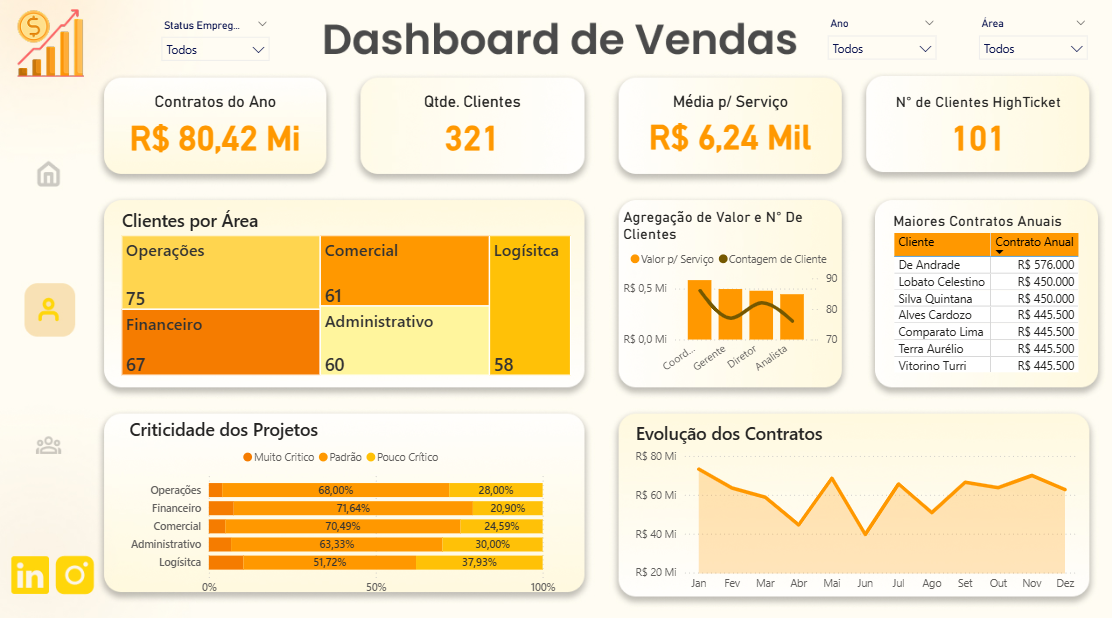 Status Empreg...
Todos
Dashboard de Vendas
Ano
Todos
Área
Todos
Contratos do Ano
R$ 80,42 Mi
Qtde. Clientes
321
Média p/ Serviço
R$ 6,24 Mil
N° de Clientes HighTicket
101
Clientes por Área
Operações
75
Financeiro
67
Comercial
61
Administrativo
60
Logísitca
58
Agregação de Valor e N° De
Clientes
Valor p/ Serviço Contagem de Cliente
R$ 0,5 Mi
R$ 0,0 Mi
90
80
70
Coord...
Gerente
Diretor
Analista
Maiores Contratos Anuais
Cliente Contrato Anual
De Andrade R$ 576.000
Lobato Celestino R$ 450.000
Silva Quintana R$ 450.000
Alves Cardozo R$ 445.500
Comparato Lima R$ 445.500
Terra Aurélio R$ 445.500
Vitorino Turri R$ 445.500
Criticidade dos Projetos
Muito Critico Padrão Pouco Crítico
Operações 68,00% 28,00%
Financeiro 71,64% 20,90%
Comercial 70,49% 24,59%
Administrativo 63,33% 30,00%
Logísitca 51,72% 37,93%
0% 50% 100%
Evolução dos Contratos
R$ 80 Mi
R$ 60 Mi
R$ 40 Mi
R$ 20 Mi
Jan Fev Mar Abr Mai Jun Jul Ago Set Out Nov Dez
in